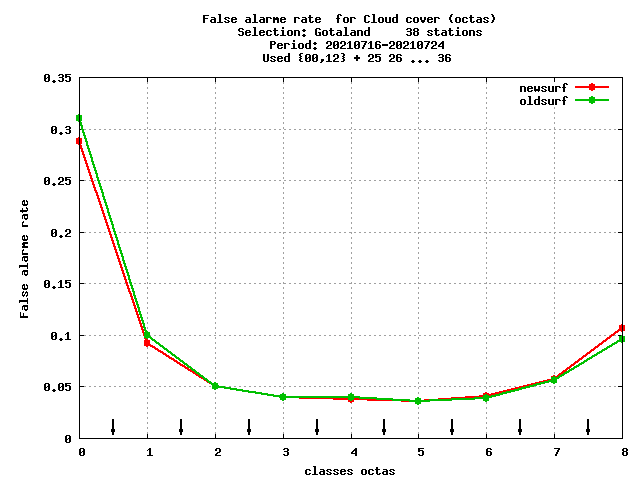 False alarme rate  for Cloud cover (octas)
Selection: Gotaland     38 stations
Period: 20210716-20210724
Used {00,12} + 25 26 ... 36
newsurf
oldsurf
0.35
0.3
0.25
0.2
0.15
0.1
0.05
0
False alarme rate
0 1 2 3 4 5 6 7 8
classes octas